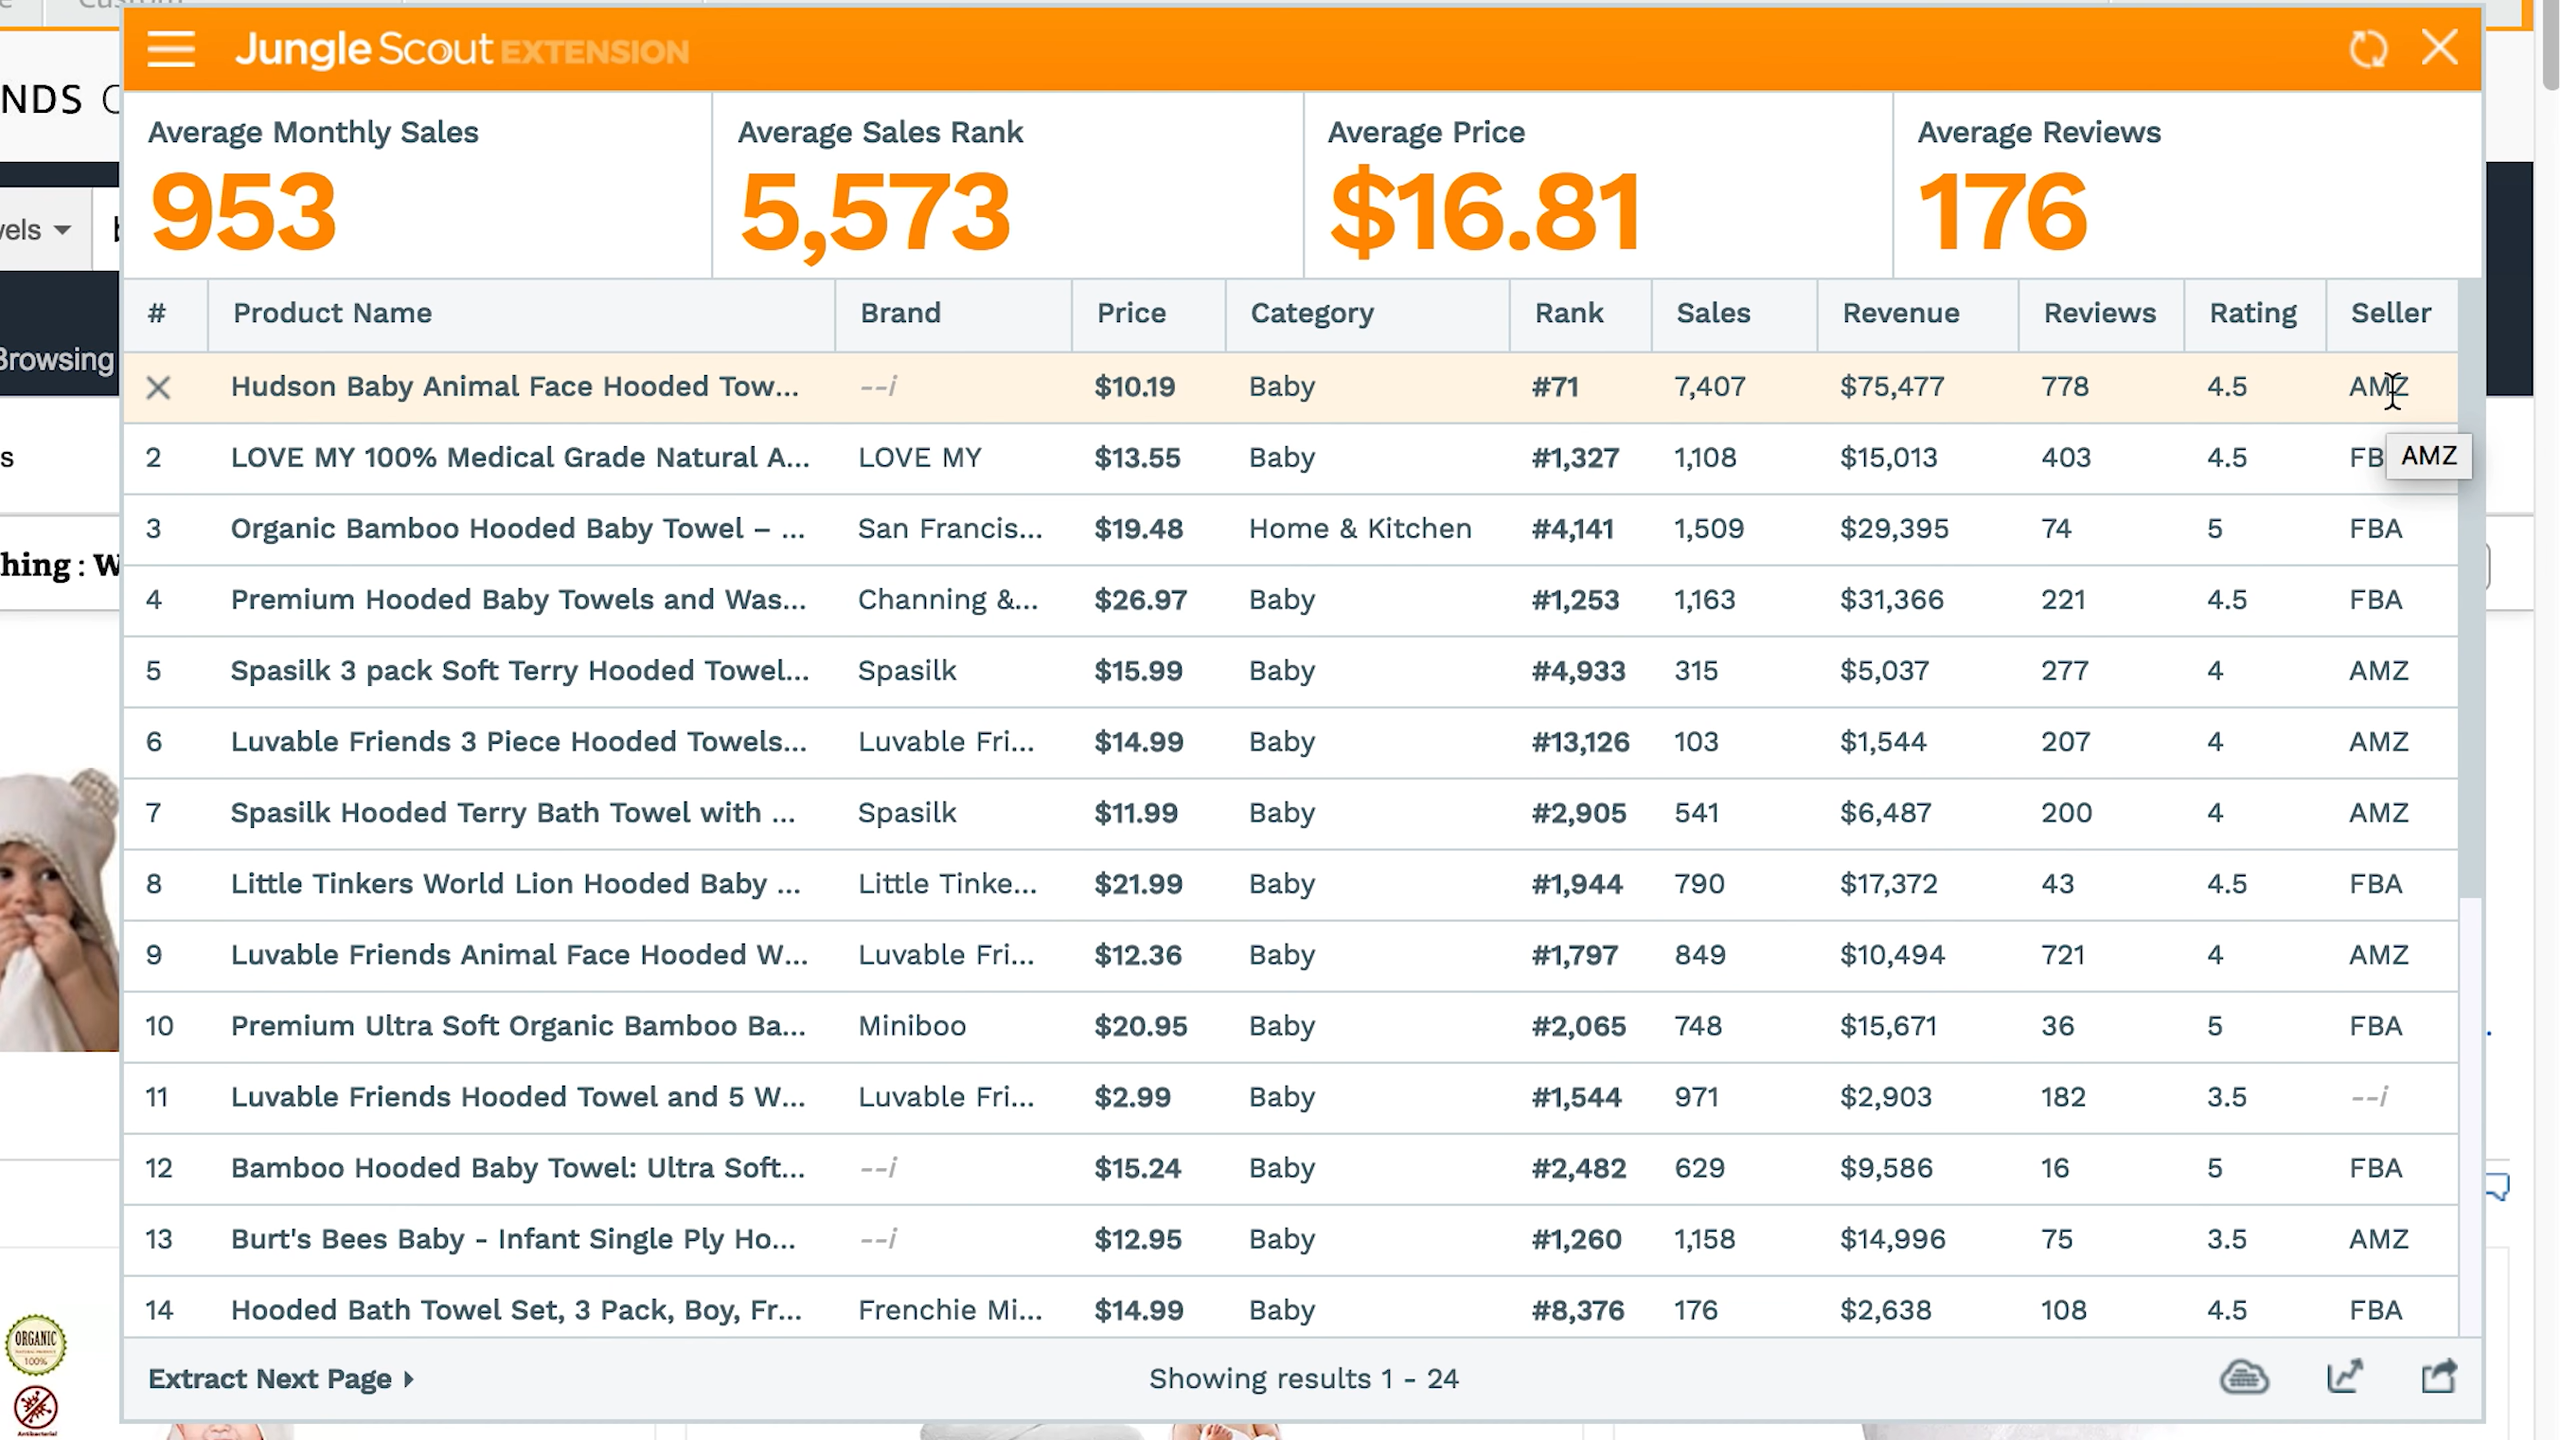 Jungle Scout EXTENSION
NDS
Average Monthly Sales Average Sales Rank Average Price Average Reviews
953 5,573 $16.81 176
# Product Name Brand Price Category Rank Sales Revenue Reviews Rating Seller
Browsing
Hudson Baby Animal Face Hooded Tow... --i $10.19 Baby #71 7,407 $75,477 778 4.5 AMZ
2 LOVE MY 100% Medical Grade Natural A... LOVE MY $13.55 Baby #1,327 1,108 $15,013 403 4.5 FB
AMZ
3 Organic Bamboo Hooded Baby Towel – ... San Francis... $19.48 Home & Kitchen #4,141 1,509 $29,395 74 5 FBA
hing : W
4 Premium Hooded Baby Towels and Was... Channing &... $26.97 Baby #1,253 1,163 $31,366 221 4.5 FBA
5 Spasilk 3 pack Soft Terry Hooded Towel... Spasilk $15.99 Baby #4,933 315 $5,037 277 4 AMZ
6 Luvable Friends 3 Piece Hooded Towels... Luvable Fri... $14.99 Baby #13,126 103 $1,544 207 4 AMZ
7 Spasilk Hooded Terry Bath Towel with ... Spasilk $11.99 Baby #2,905 541 $6,487 200 4 AMZ
8 Little Tinkers World Lion Hooded Baby ... Little Tinke... $21.99 Baby #1,944 790 $17,372 43 4.5 FBA
9 Luvable Friends Animal Face Hooded W... Luvable Fri... $12.36 Baby #1,797 849 $10,494 721 4 AMZ
10 Premium Ultra Soft Organic Bamboo Ba... Miniboo $20.95 Baby #2,065 748 $15,671 36 5 FBA
11 Luvable Friends Hooded Towel and 5 W... Luvable Fri... $2.99 Baby #1,544 971 $2,903 182 3.5 --i
12 Bamboo Hooded Baby Towel: Ultra Soft... --i $15.24 Baby #2,482 629 $9,586 16 5 FBA
13 Burt's Bees Baby - Infant Single Ply Ho... --i $12.95 Baby #1,260 1,158 $14,996 75 3.5 AMZ
14 Hooded Bath Towel Set, 3 Pack, Boy, Fr... Frenchie Mi... $14.99 Baby #8,376 176 $2,638 108 4.5 FBA
ORGANIC
100%
Extract Next Page Showing results 1 - 24